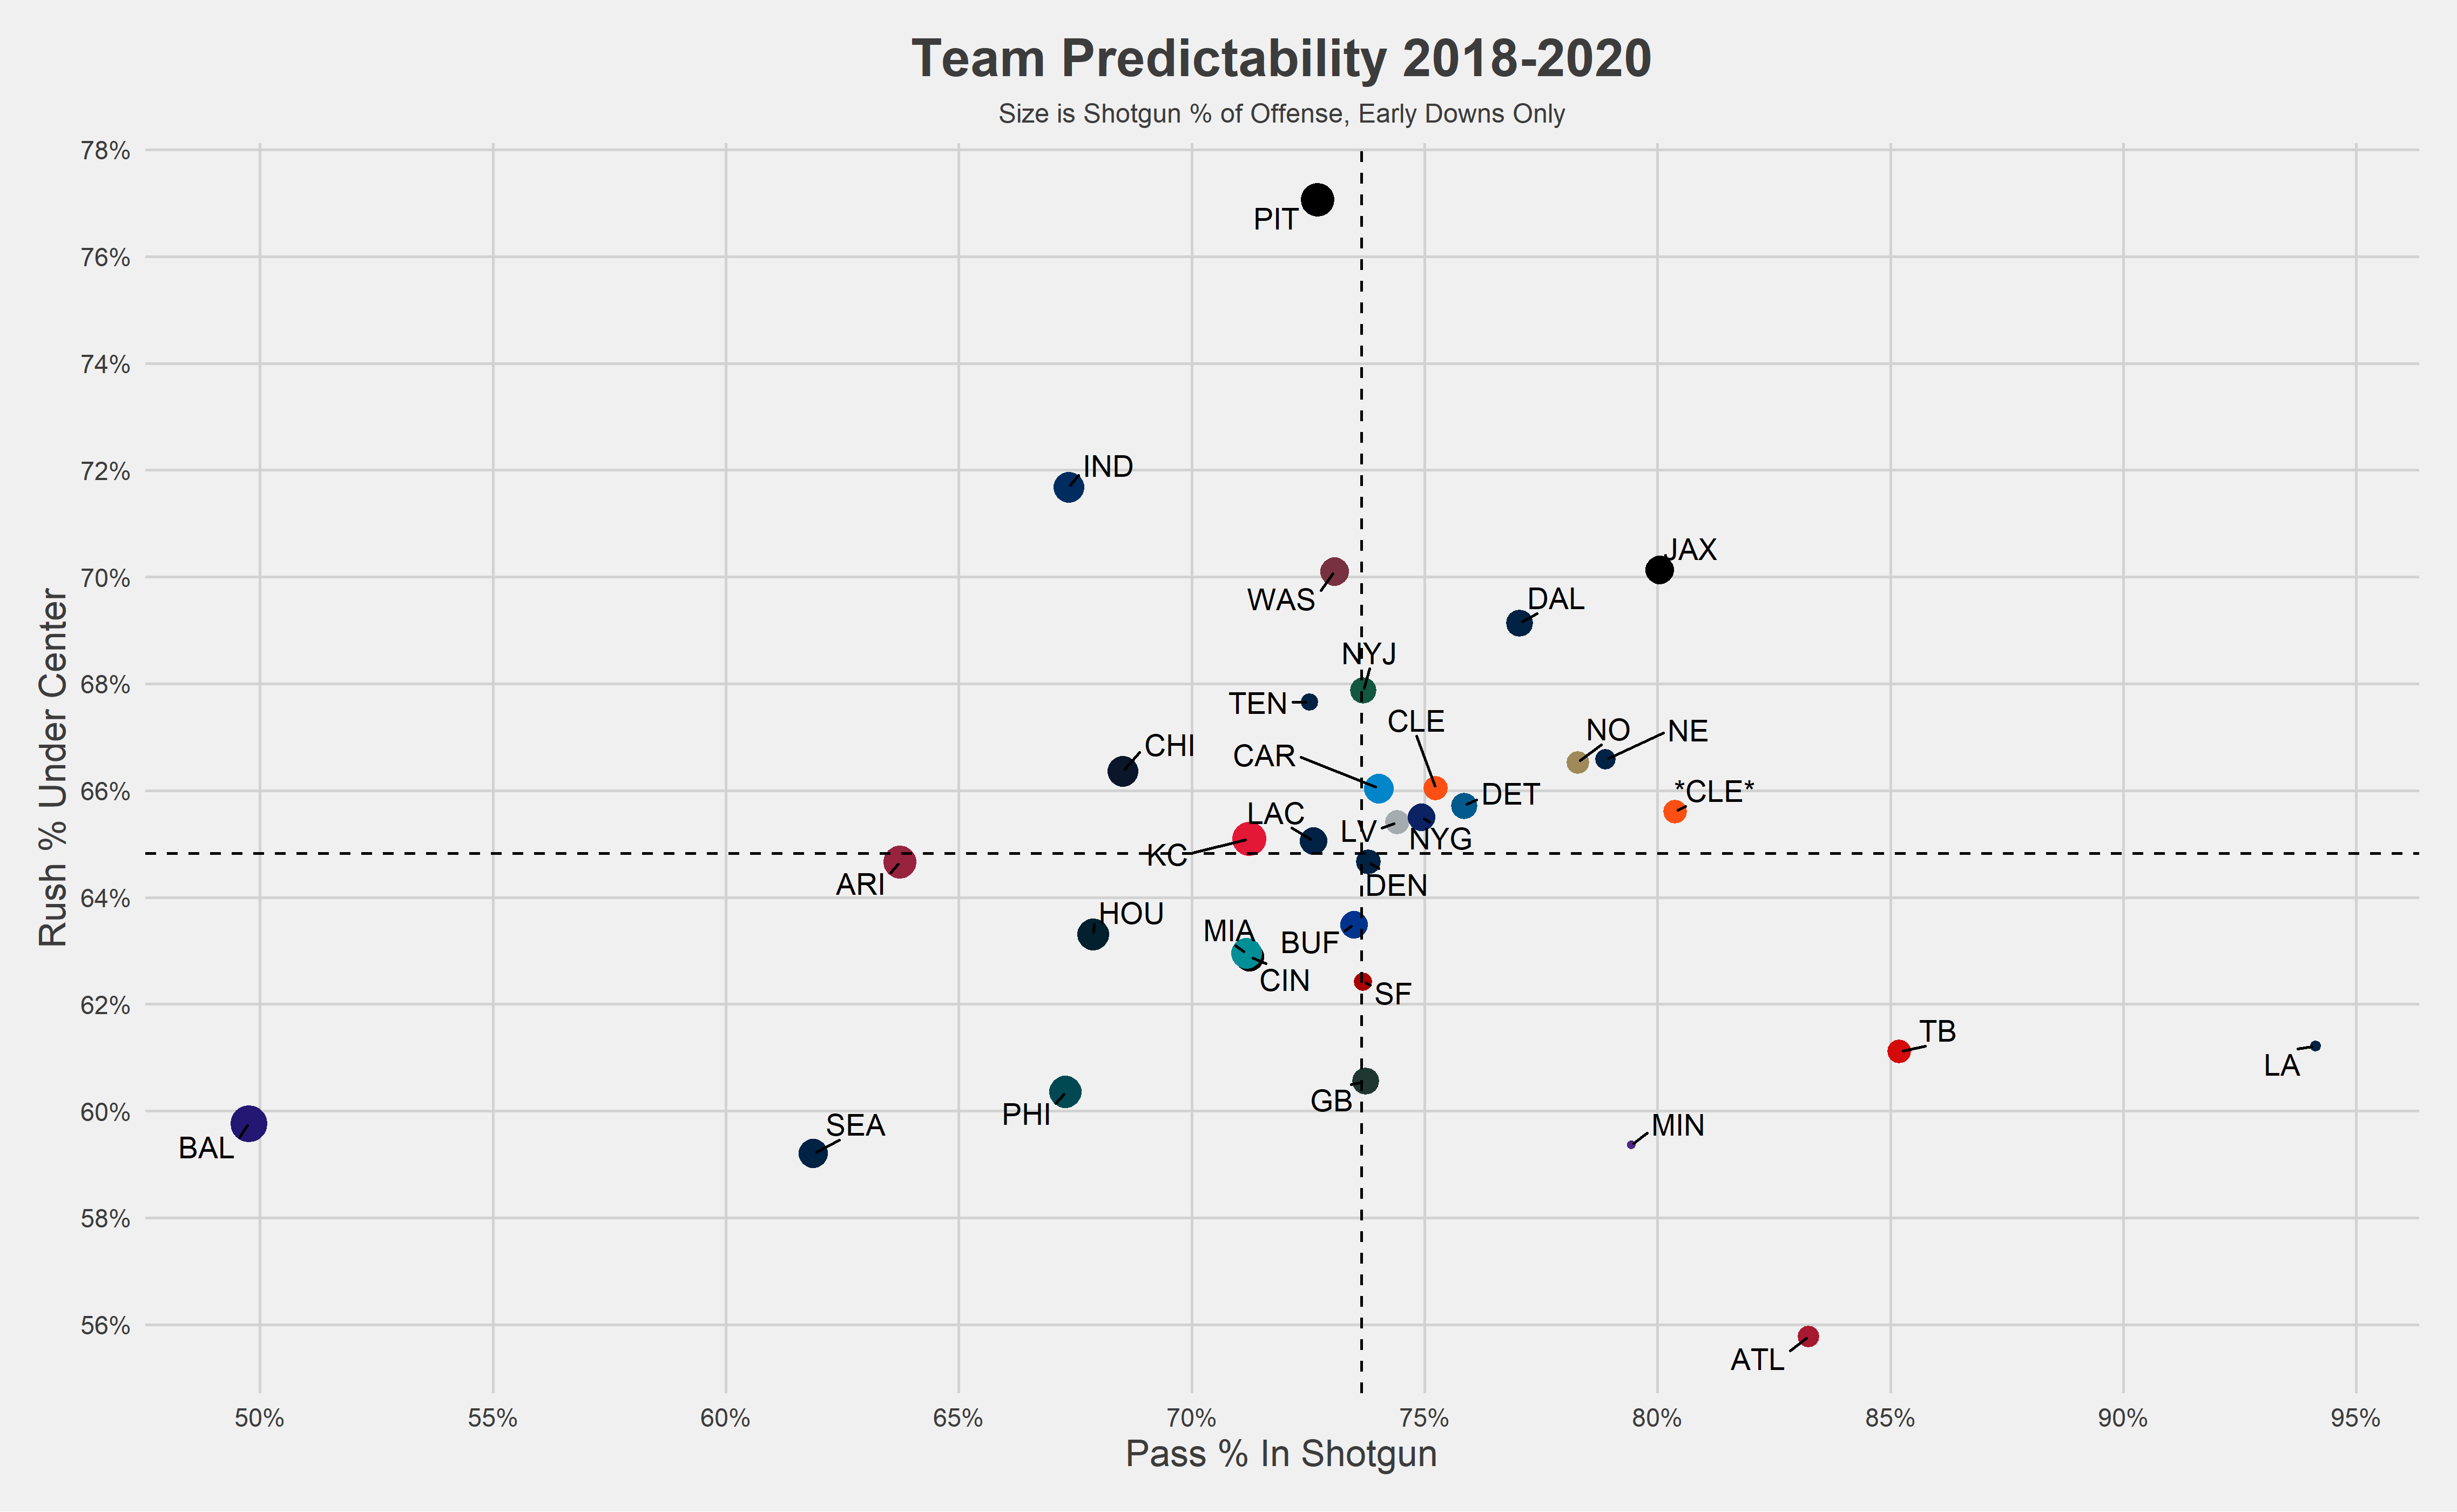 Team Predictability 2018-2020
Size is Shotgun % of Offense, Early Downs Only
78%
76%
74%
72%
70%
68%
66%
64%
62%
60%
58%
56%
Rush % Under Center
PIT
IND
JAX
WAS
DAL
NYJ
TEN
CLE
NO
NE
CHI
CAR
*CLE*
DET
LAC
LV
NYG
KC
ARI
DEN
HOU
MIA
BUF
CIN
SF
TB
LA
GB
PHI
SEA
MIN
BAL
ATL
50%
55%
60%
65%
70%
75%
80%
85%
90%
95%
Pass % In Shotgun